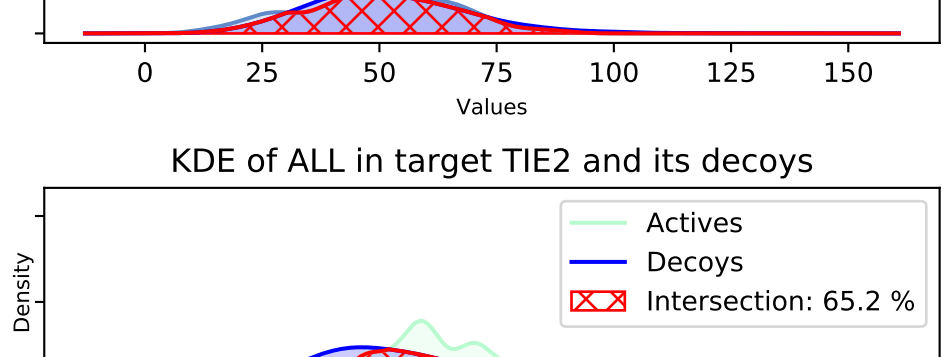 0 25 50 75 100 125 150
Values
KDE of ALL in target TIE2 and its decoys
Density
Actives
Decoys
Intersection: 65.2 %